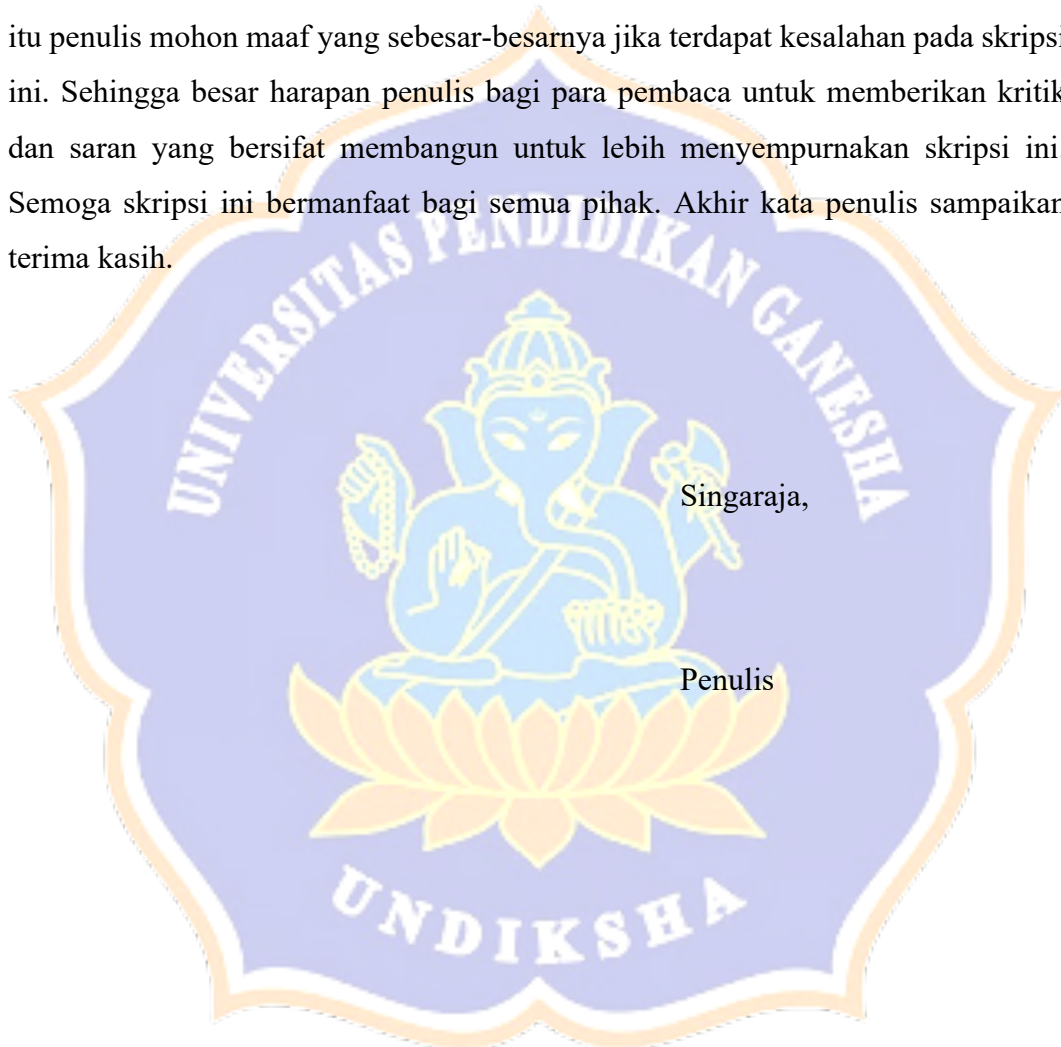 itu penulis mohon maaf yang sebesar-besarnya jika terdapat kesalahan pada skripsi
ini. Sehingga besar harapan penulis bagi para pembaca untuk memberikan kritik
dan saran yang bersifat membangun untuk lebih menyempurnakan skripsi ini
Semoga skripsi ini bermanfaat bagi semua pihak. Akhir kata penulis sampaikan
terima kasih.
UNIVERSITAS PENDIDIKAN GANESHA
Singaraja,
Penulis
UNDIKSHA